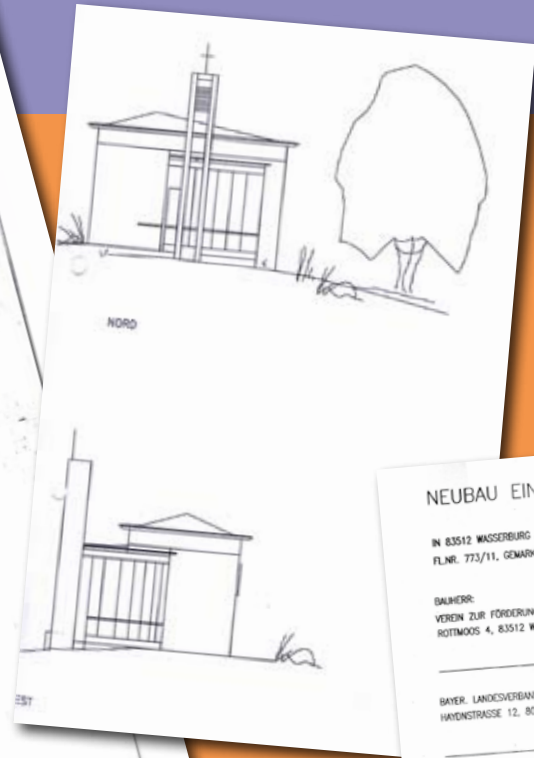 NORD
EST
NEUBAU EIN
IN 83512 WASSERBURG
FL.NR. 773/11, GEMARK
BAUHERR:
VEREIN ZUR FÖRDERUN
ROTTMOOS 4, 83512 W
BAYER. LANDESVERBAN
HAYDNSTRASSE 12, 80